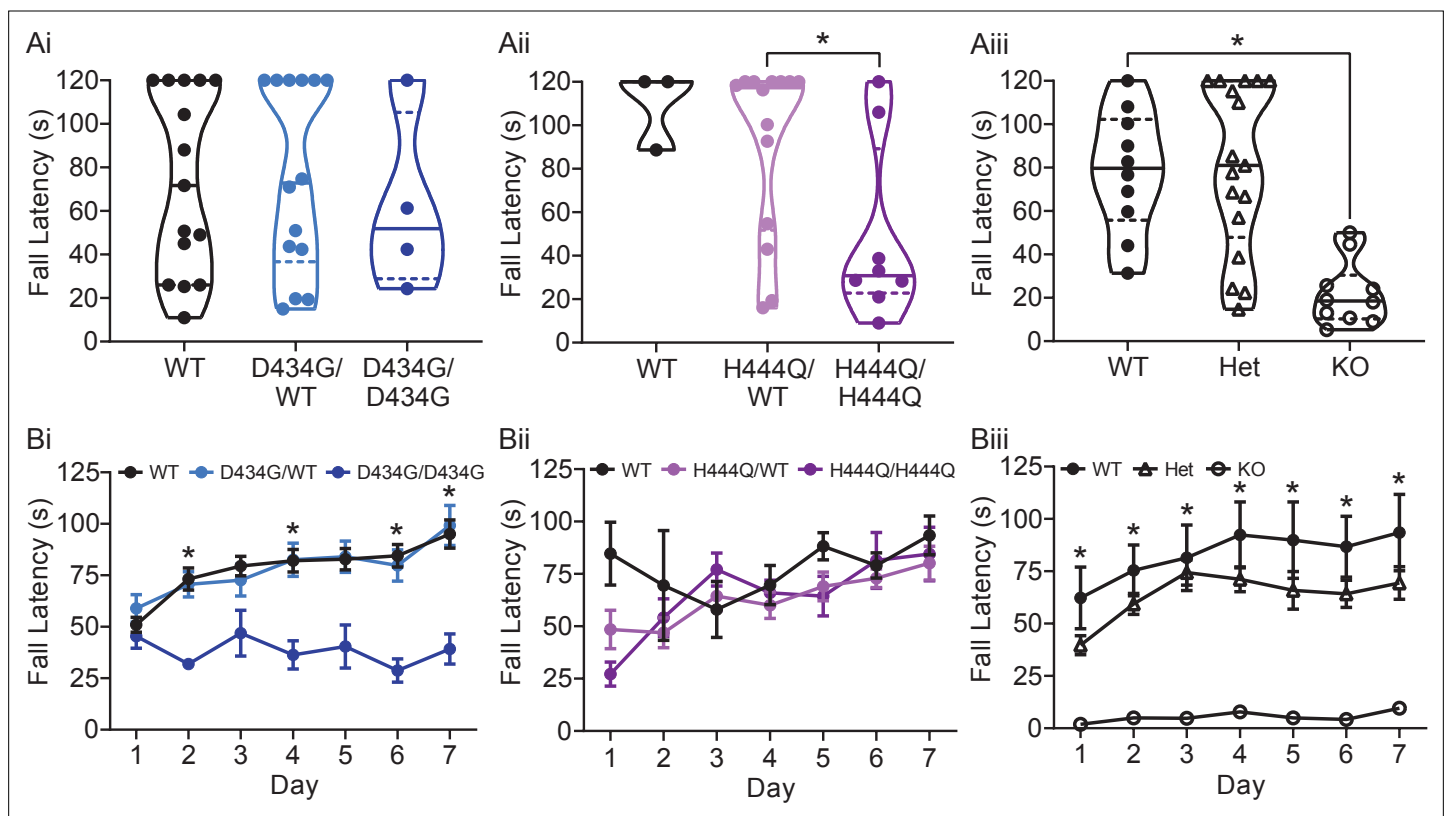 Ai
*
120
100
80
60
40
20
0
Fall Latency (s)
WT
D434G/
WT
D434G/
D434G
Aii
*
120
100
80
60
40
20
0
Fall Latency (s)
WT
H444Q/
WT
H444Q/
H444Q
Aiii
*
120
100
80
60
40
20
0
Fall Latency (s)
WT
Het
KO
Bi
WT D434G/WT D434G/D434G
125
100
75
50
25
0
Fall Latency (s)
* * * *
1 2 3 4 5 6 7
Day
Bii
WT H444Q/WT H444Q/H444Q
125
100
75
50
25
0
Fall Latency (s)
1 2 3 4 5 6 7
Day
Biii
WT Het KO
125
100
75
50
25
0
Fall Latency (s)
* * * * * * *
1 2 3 4 5 6 7
Day